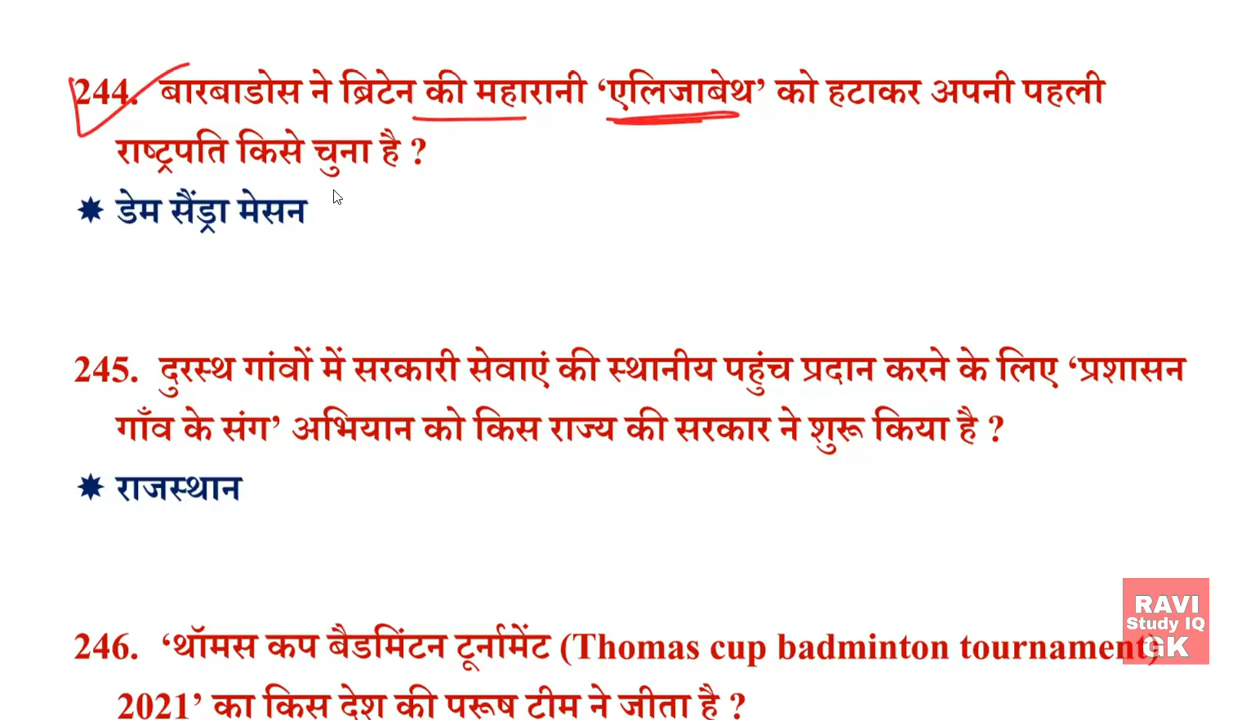 244. बारबाडोस ने ब्रिटेन की महारानी ‘एलिजाबेथ’ को हटाकर अपनी पहली
राष्ट्रपति किसे चुना है ?
✷ डेम सैंड्रा मेसन
245. दुरस्थ गांवों में सरकारी सेवाएं की स्थानीय पहुंच प्रदान करने के लिए ‘प्रशासन
गाँव के संग’ अभियान को किस राज्य की सरकार ने शुरू किया है ?
✷ राजस्थान
246. ‘थॉमस कप बैडमिंटन टूर्नामेंट (Thomas cup badminton tournament)
2021’ का किस देश की परूष टीम ने जीता है ?
RAVI
Study IQ
GK